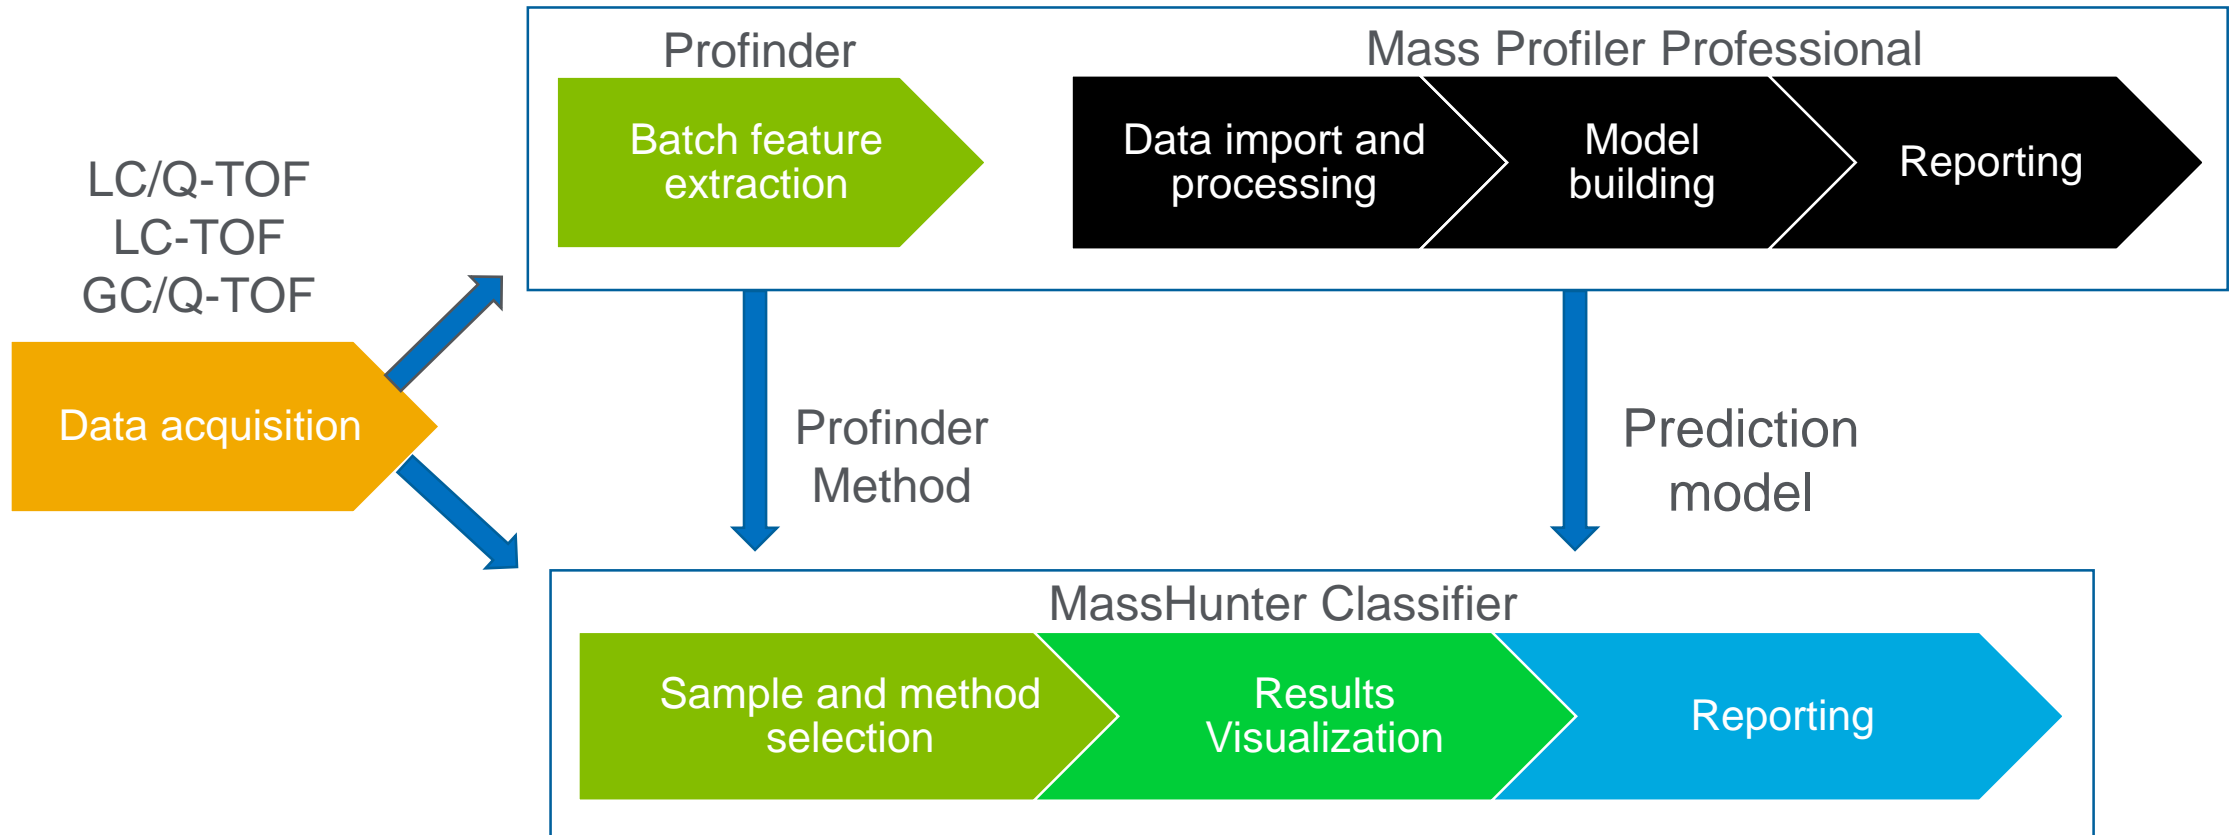 Profinder
Mass Profiler Professional
Batch feature
extraction
Data import and
processing
Model
building
Reporting
LC/Q-TOF
LC-TOF
GC/Q-TOF
Data acquisition
Profinder
Method
Prediction
model
MassHunter Classifier
Sample and method
selection
Results
Visualization
Reporting